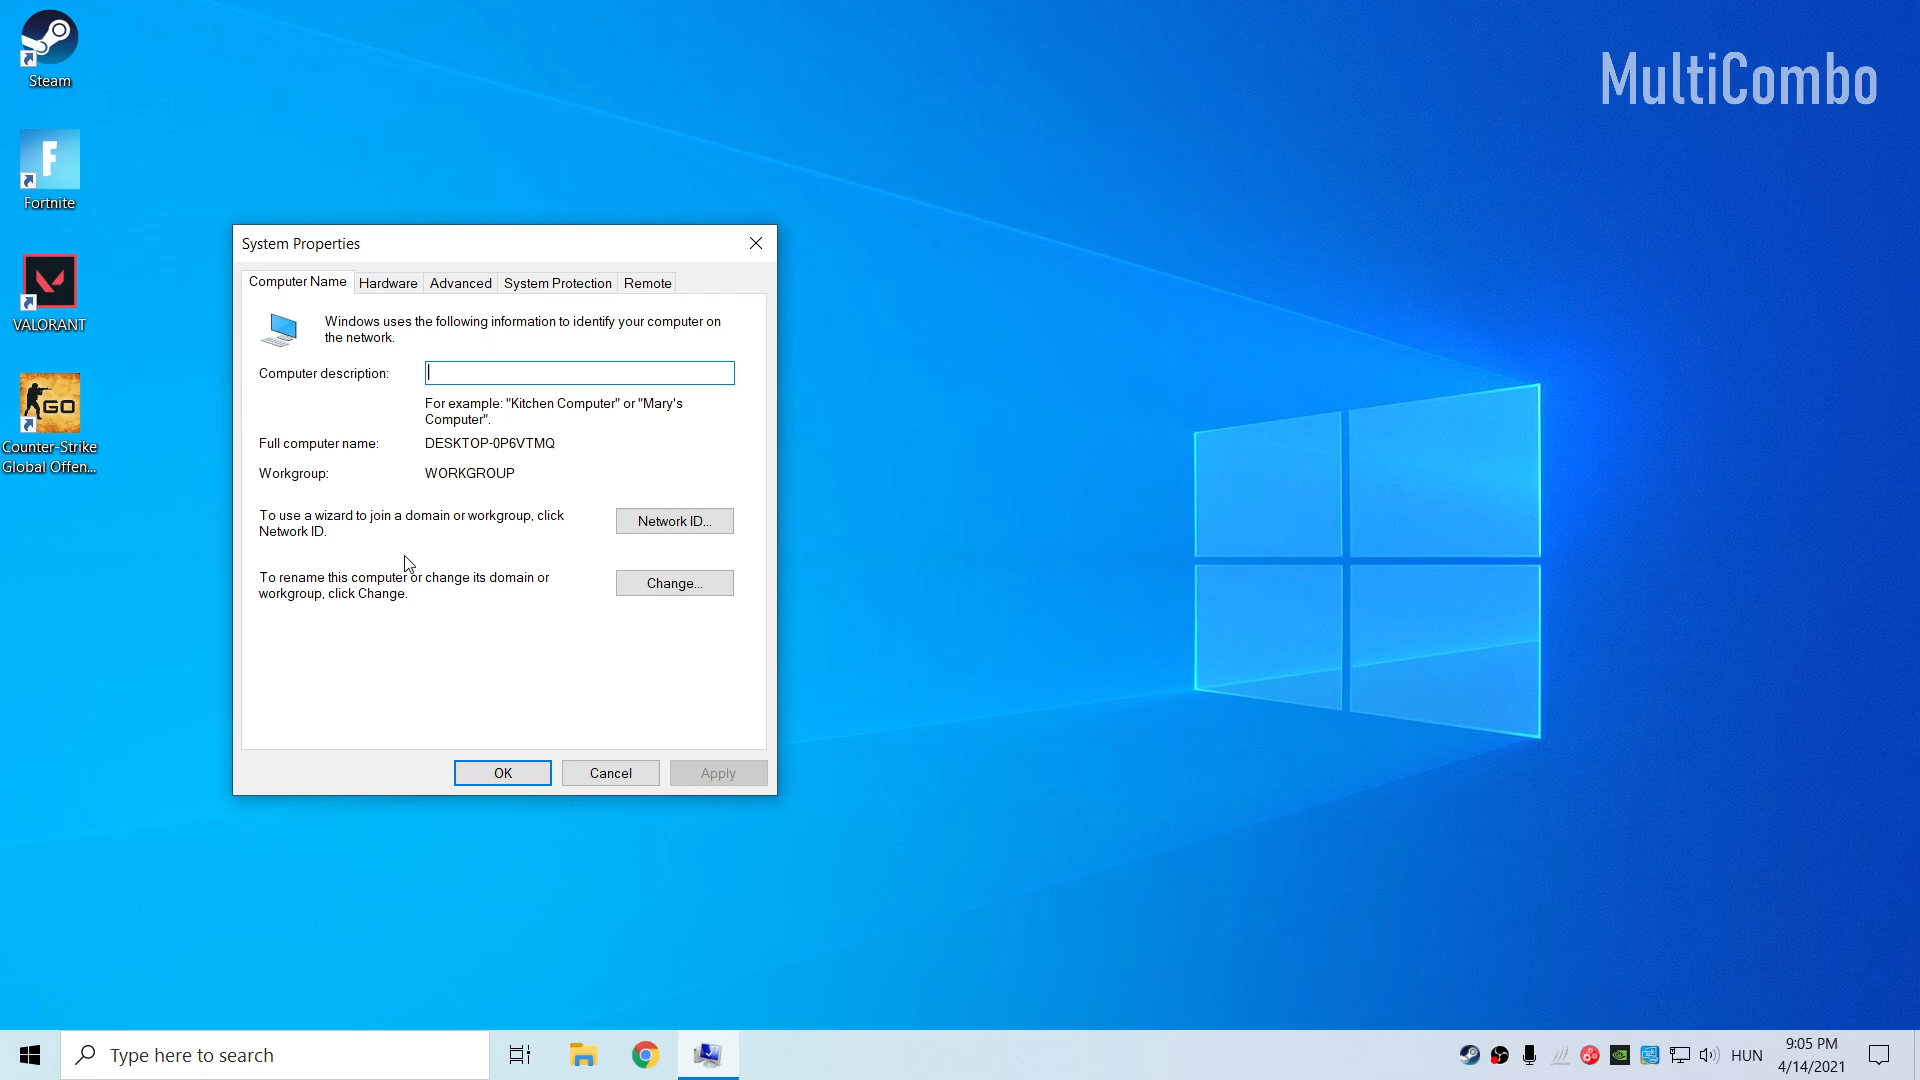 MultiCombo
Steam
Fortnite
VALORANT
GO
Counter-Strike
Global Offen...
System Properties
Computer Name
Hardware
Advanced
System Protection
Remote
Windows uses the following information to identify your computer on
the network.
Computer description:
For example: "Kitchen Computer" or "Mary's
Computer".
Full computer name:
DESKTOP-0P6VTMQ
Workgroup:
WORKGROUP
To use a wizard to join a domain or workgroup, click
Network ID.
Network ID...
To rename this computer or change its domain or
workgroup, click Change.
Change...
OK
Cancel
Apply
Type here to search
HUN
9:05 PM
4/14/2021